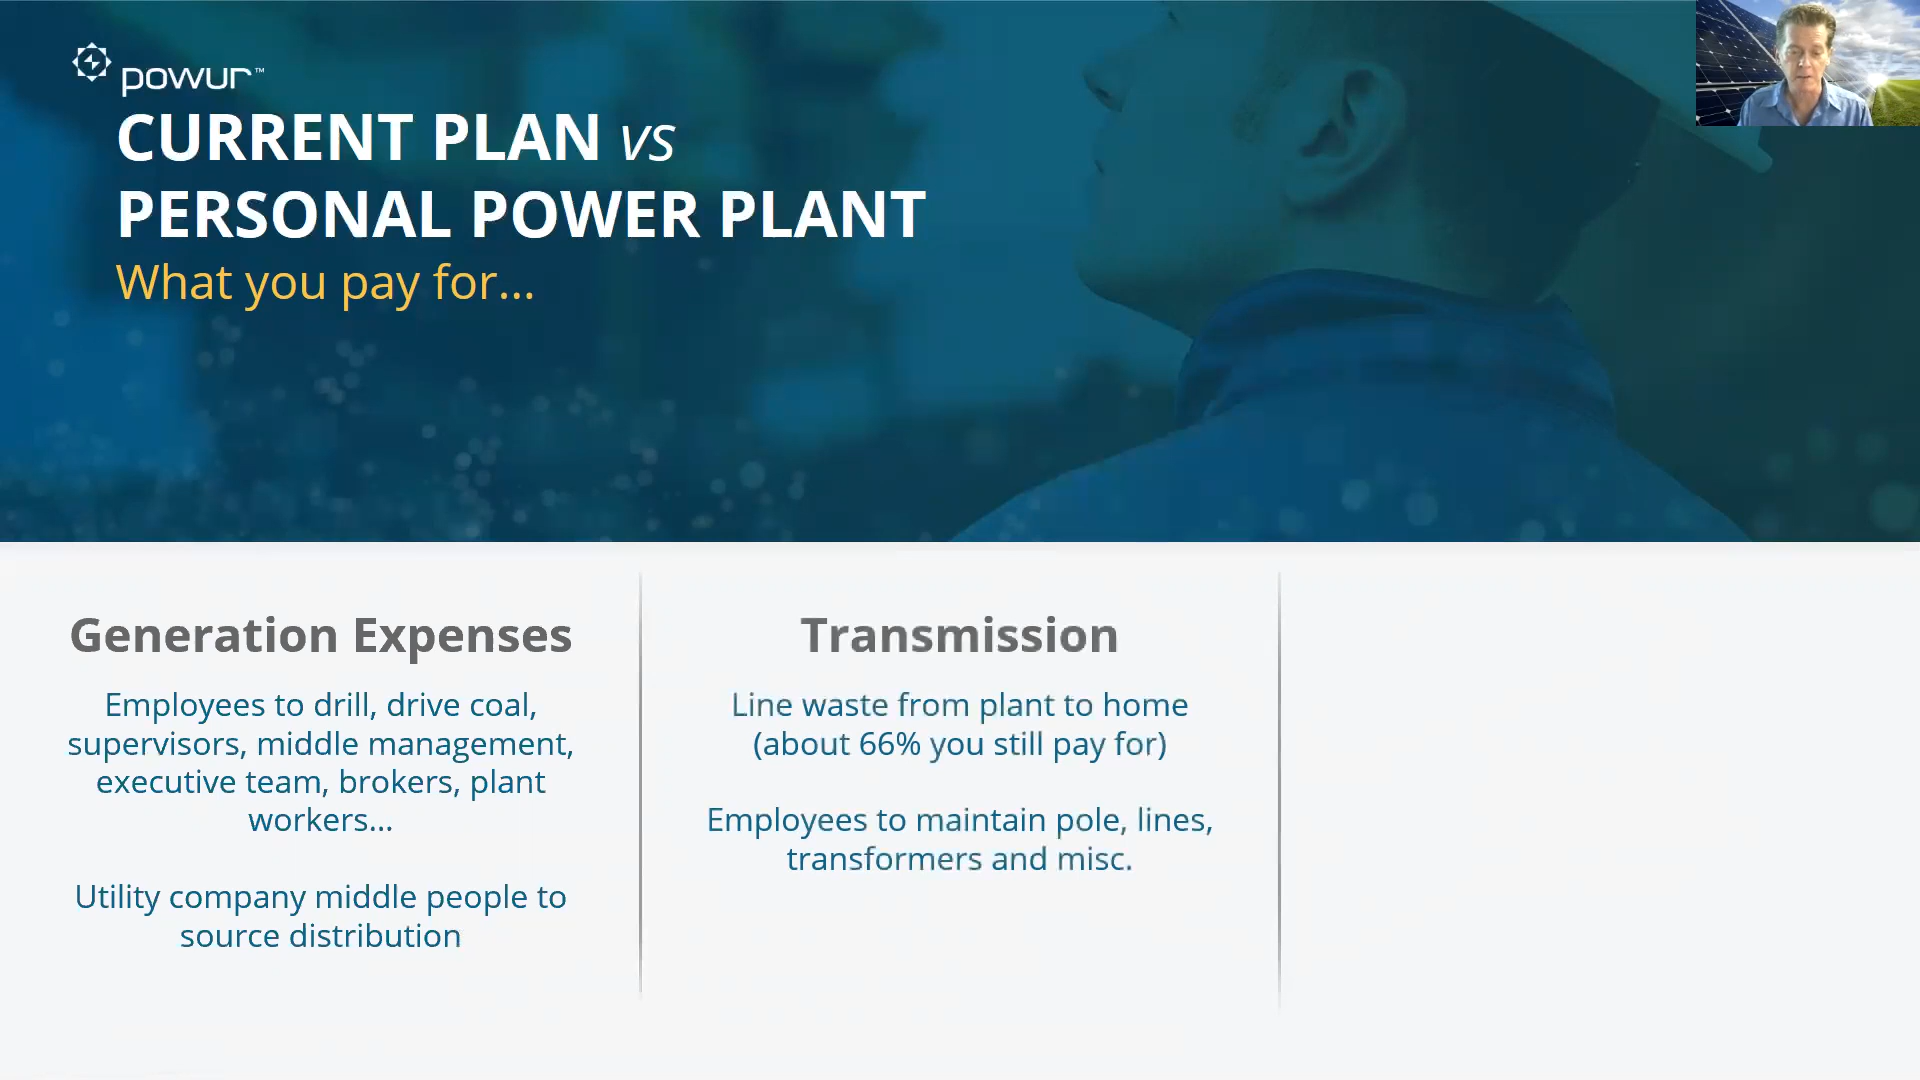 powur™
CURRENT PLAN vs
PERSONAL POWER PLANT
What you pay for...
Generation Expenses
Employees to drill, drive coal,
supervisors, middle management,
executive team, brokers, plant
workers...
Utility company middle people to
source distribution
Transmission
Line waste from plant to home
(about 66% you still pay for)
Employees to maintain pole, lines,
transformers and misc.